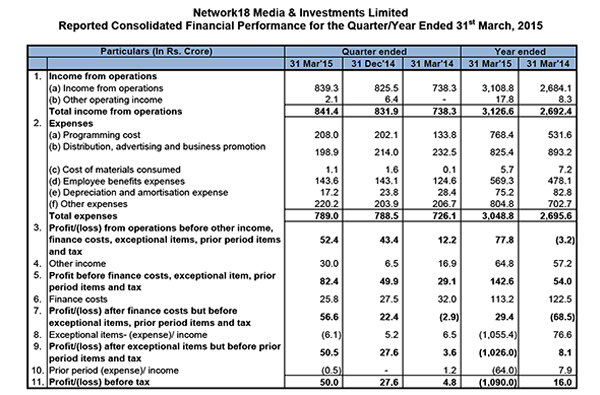 Network18 Media & Investments Limited
Reported Consolidated Financial Performance for the Quarter/Year Ended 31st March, 2015
Particulars (In Rs. Crore) Quarter ended Year ended
31 Mar'15 31 Dec'14 31 Mar'14 31 Mar'15 31 Mar'14
1. Income from operations
(a) Income from operations 839.3 825.5 738.3 3,108.8 2,684.1
(b) Other operating income 2.1 6.4 - 17.8 8.3
Total income from operations 841.4 831.9 738.3 3,126.6 2,692.4
2. Expenses
(a) Programming cost 208.0 202.1 133.8 768.4 531.6
(b) Distribution, advertising and business promotion
198.9 214.0 232.5 825.4 893.2
(c) Cost of materials consumed 1.1 1.6 0.1 5.7 7.2
(d) Employee benefits expenses 143.6 143.1 124.6 569.3 478.1
(e) Depreciation and amortisation expense 17.2 23.8 28.4 75.2 82.8
(f) Other expenses 220.2 203.9 206.7 804.8 702.7
Total expenses 789.0 788.5 726.1 3,048.8 2,695.6
3. Profit/(loss) from operations before other income,
finance costs, exceptional items, prior period items 52.4 43.4 12.2 77.8 (3.2)
and tax
4. Other income 30.0 6.5 16.9 64.8 57.2
5. Profit before finance costs, exceptional item, prior
period items and tax 82.4 49.9 29.1 142.6 54.0
6. Finance costs 25.8 27.5 32.0 113.2 122.5
7. Profit/(loss) after finance costs but before
exceptional items, prior period items and tax 56.6 22.4 (2.9) 29.4 (68.5)
8. Exceptional items- (expense)/ income (6.1) 5.2 6.5 (1,055.4) 76.6
9. Profit/(loss) after exceptional items but before prior
period items and tax 50.5 27.6 3.6 (1,026.0) 8.1
10. Prior period (expense)/ income (0.5) - 1.2 (64.0) 7.9
11. Profit/(loss) before tax 50.0 27.6 4.8 (1,090.0) 16.0